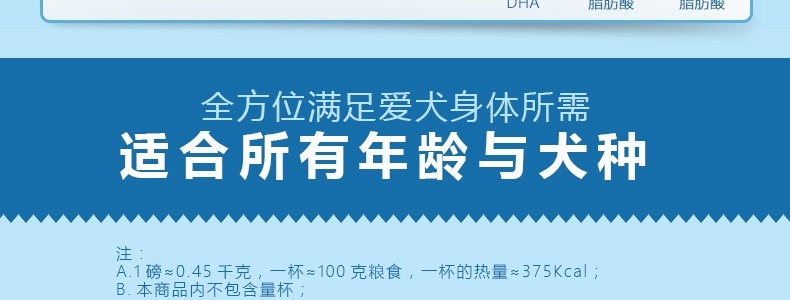 DHA 脂肪酸 脂肪酸
全方位满足爱犬身体所需
适合所有年龄与犬种
注：
A.1磅≈0.45 千克，一杯≈100 克粮食，一杯的热量≈375Kcal；
B. 本商品内不包含量杯；